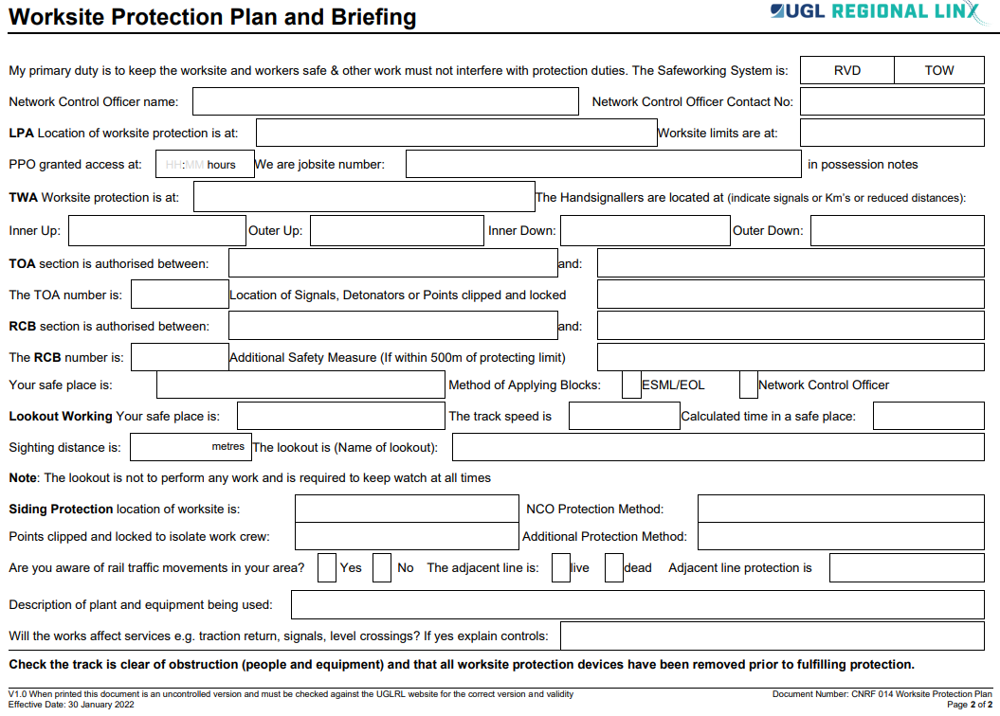 Worksite Protection Plan and Briefing
UGL REGIONAL LINX
My primary duty is to keep the worksite and workers safe & other work must not interfere with protection duties. The Safeworking System is: RVD TOW
Network Control Officer name: Network Control Officer Contact No:
LPA Location of worksite protection is at: Worksite limits are at:
PPO granted access at: HH:MM hours We are jobsite number: in possession notes
TWA Worksite protection is at: The Handsignallers are located at (indicate signals or Km's or reduced distances):
Inner Up: Outer Up: Inner Down: Outer Down:
TOA section is authorised between: and:
The TOA number is: Location of Signals, Detonators or Points clipped and locked
RCB section is authorised between: and:
The RCB number is: Additional Safety Measure (If within 500m of protecting limit)
Your safe place is: Method of Applying Blocks: ESML/EOL Network Control Officer
Lookout Working Your safe place is: The track speed is Calculated time in a safe place:
Sighting distance is: metres The lookout is (Name of lookout):
Note: The lookout is not to perform any work and is required to keep watch at all times
Siding Protection location of worksite is: NCO Protection Method:
Points clipped and locked to isolate work crew: Additional Protection Method:
Are you aware of rail traffic movements in your area? Yes No The adjacent line is: live dead Adjacent line protection is
Description of plant and equipment being used:
Will the works affect services e.g. traction return, signals, level crossings? If yes explain controls:
Check the track is clear of obstruction (people and equipment) and that all worksite protection devices have been removed prior to fulfilling protection.
V1.0 When printed this document is an uncontrolled version and must be checked against the UGLRL website for the correct version and validity Document Number: CNRF 014 Worksite Protection Plan
Effective Date: 30 January 2022 Page 2 of 2